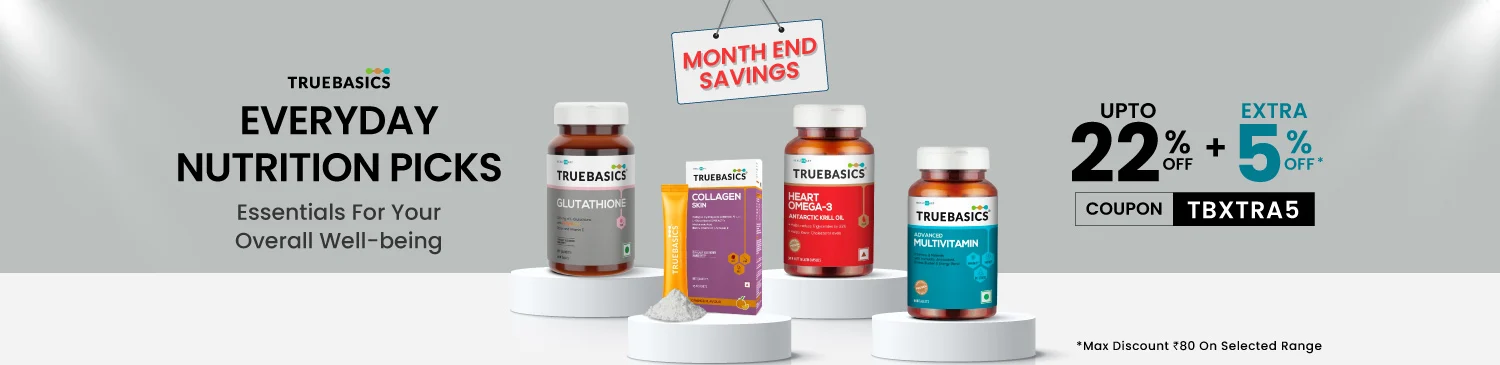 TRUEBASICS
EVERYDAY
NUTRITION PICKS
Essentials For Your
Overall Well-being
MONTH END
SAVINGS
TRUEBASICS
GLUTATHIONE
TRUEBASICS
TRUEBASICS
COLLAGEN
SKIN
TRUEBASICS
HEART
OMEGA-3
ANTARCTIC KRILL OIL
TRUEBASICS
ADVANCED
MULTIVITAMIN
UPTO
22% OFF
+
EXTRA
5% OFF*
COUPON TBXTRA5
*Max Discount ₹80 On Selected Range